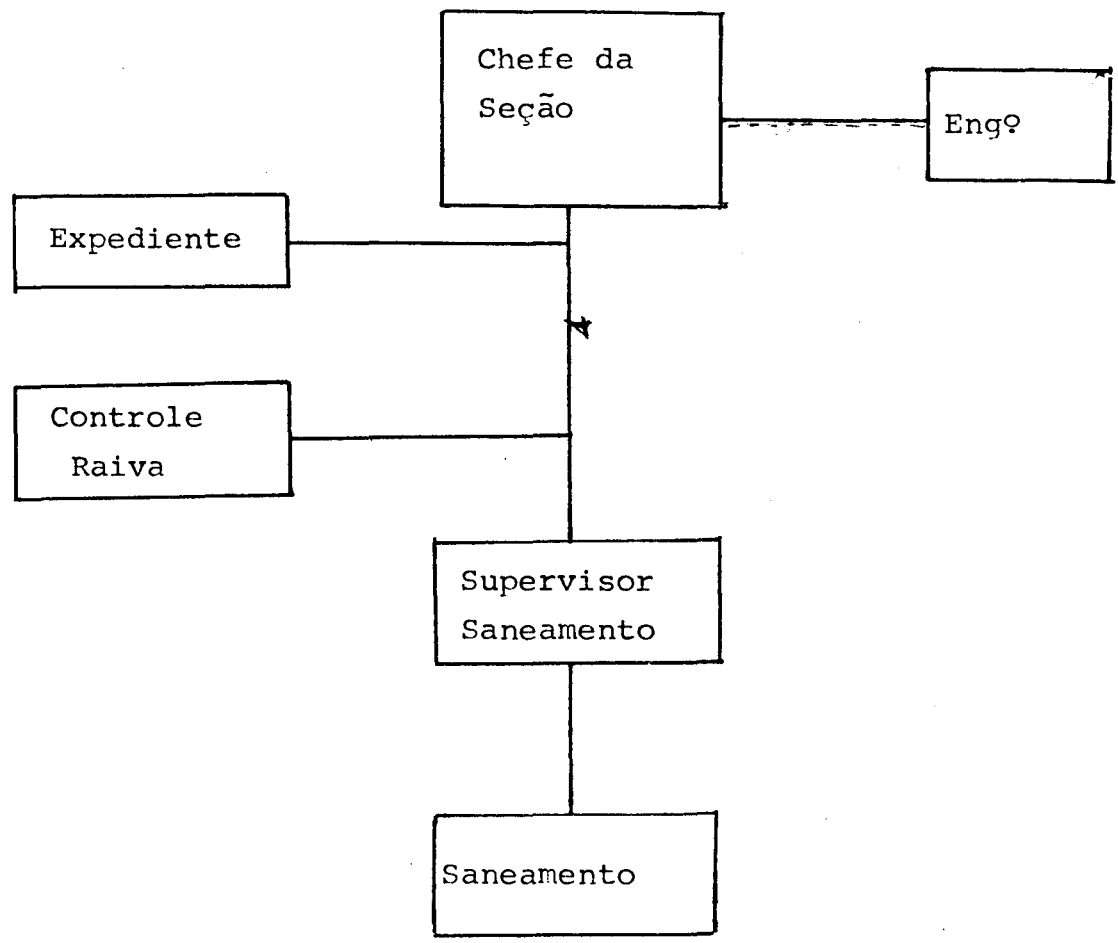 Chefe da
Seção
Engº
Expediente
Controle
Raiva
Supervisor
Saneamento
Saneamento